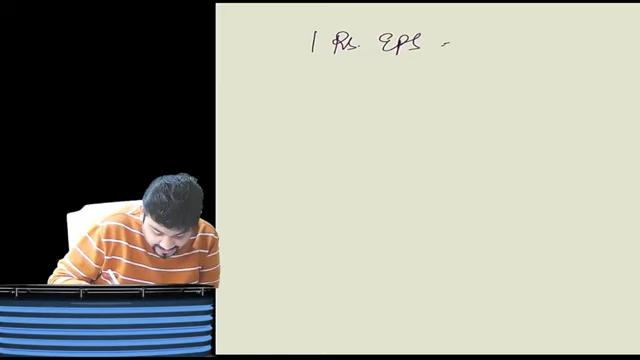 1 Rs. EPS =